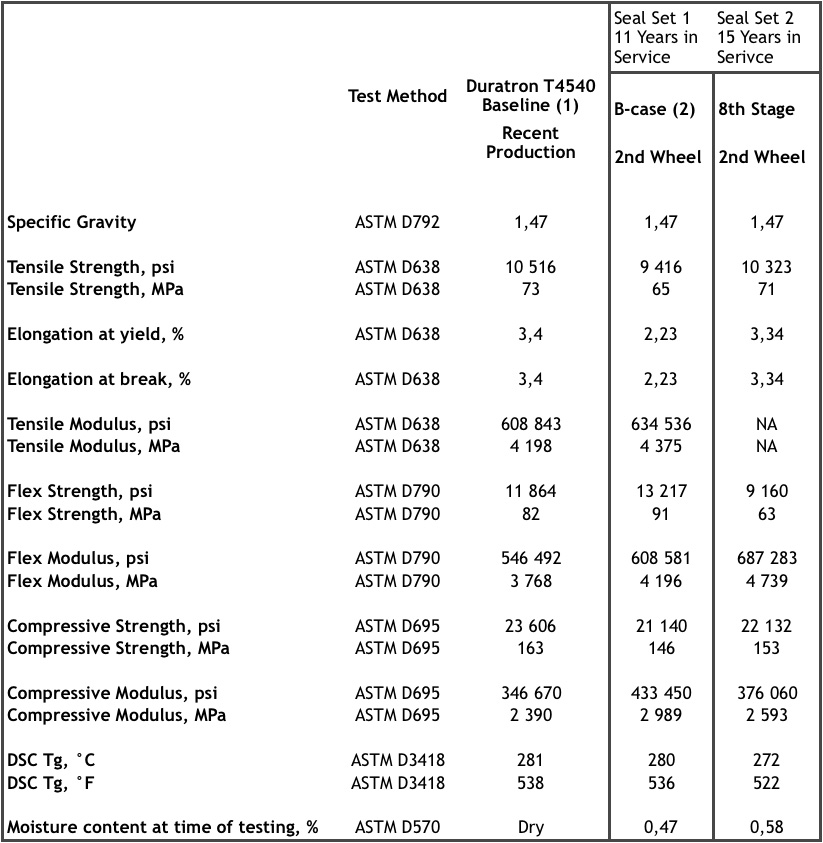 Seal Set 1 Seal Set 2
11 Years in 15 Years in
Service Serivce
Test Method Duratron T4540 Baseline (1) B-case (2) 8th Stage
Recent Production 2nd Wheel 2nd Wheel
Specific Gravity ASTM D792 1,47 1,47 1,47
Tensile Strength, psi ASTM D638 10 516 9 416 10 323
Tensile Strength, MPa ASTM D638 73 65 71
Elongation at yield, % ASTM D638 3,4 2,23 3,34
Elongation at break, % ASTM D638 3,4 2,23 3,34
Tensile Modulus, psi ASTM D638 608 843 634 536 NA
Tensile Modulus, MPa ASTM D638 4 198 4 375 NA
Flex Strength, psi ASTM D790 11 864 13 217 9 160
Flex Strength, MPa ASTM D790 82 91 63
Flex Modulus, psi ASTM D790 546 492 608 581 687 283
Flex Modulus, MPa ASTM D790 3 768 4 196 4 739
Compressive Strength, psi ASTM D695 23 606 21 140 22 132
Compressive Strength, MPa ASTM D695 163 146 153
Compressive Modulus, psi ASTM D695 346 670 433 450 376 060
Compressive Modulus, MPa ASTM D695 2 390 2 989 2 593
DSC Tg, °C ASTM D3418 281 280 272
DSC Tg, °F ASTM D3418 538 536 522
Moisture content at time of testing, % ASTM D570 Dry 0,47 0,58